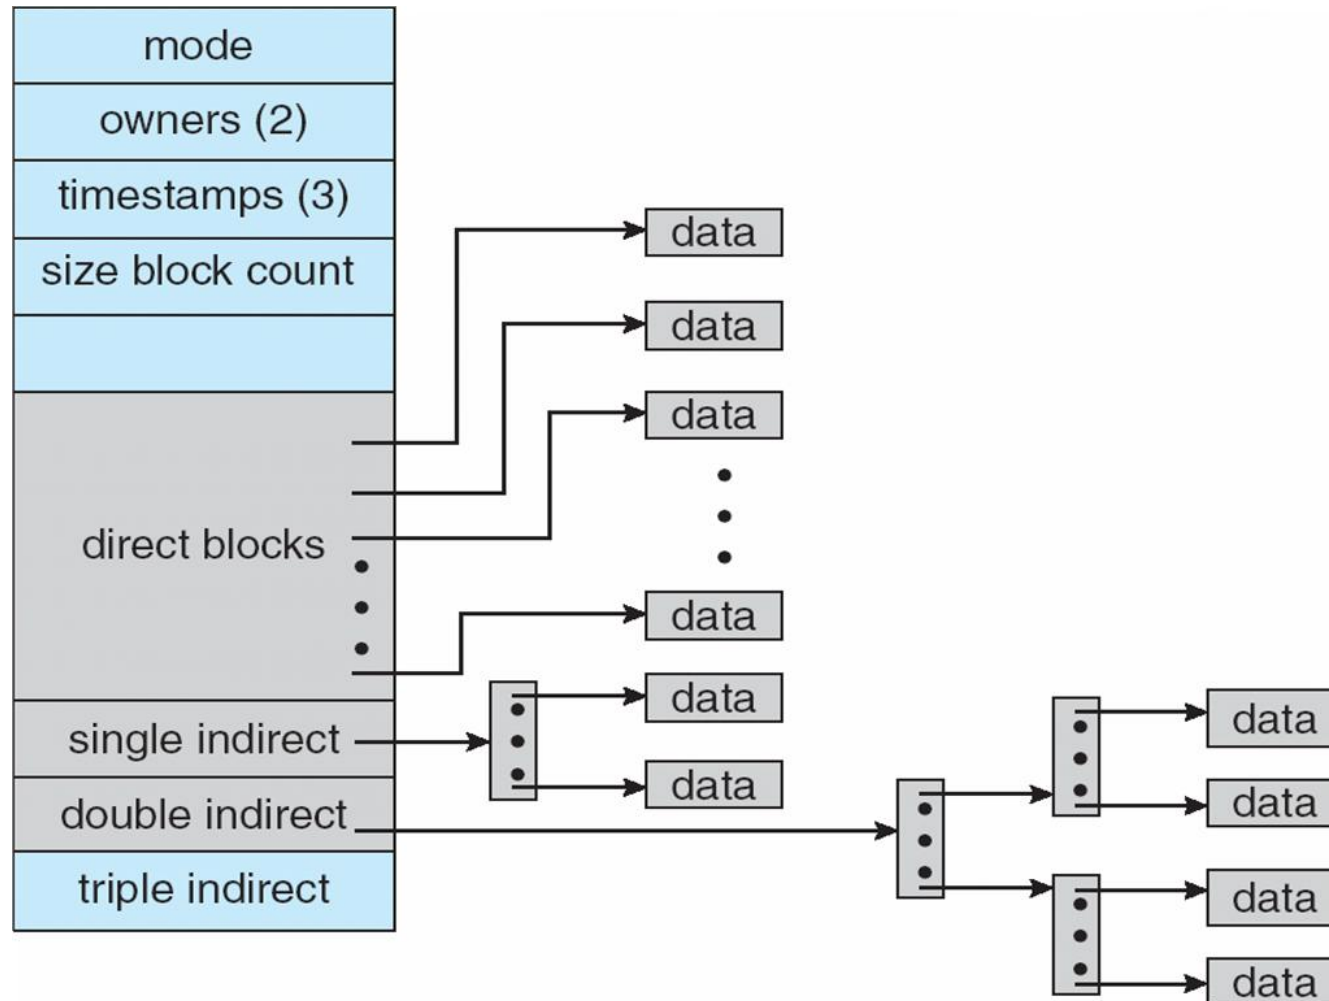 mode
owners (2)
timestamps (3)
size block count
direct blocks
single indirect
double indirect
triple indirect
data
data
data
data
data
data
data
data
data
data